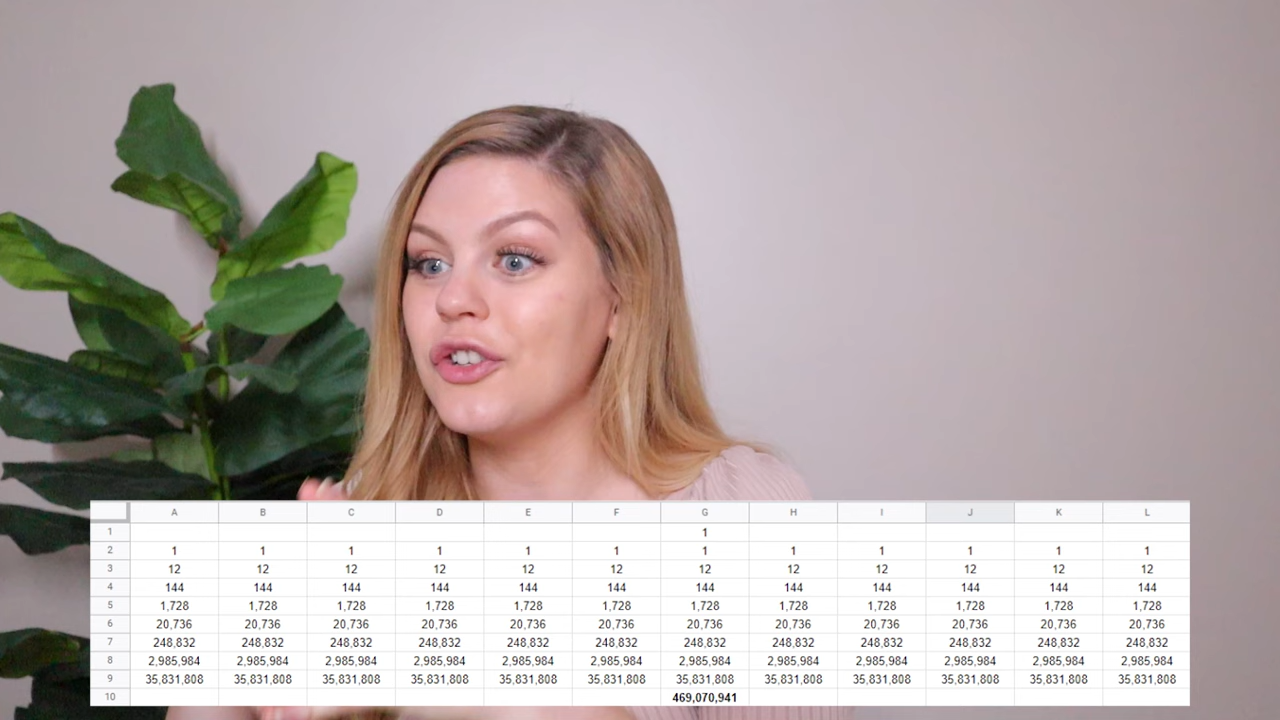 A B C D E F G H I J K L
1 1
2 1 1 1 1 1 1 1 1 1 1 1 1
3 12 12 12 12 12 12 12 12 12 12 12 12
4 144 144 144 144 144 144 144 144 144 144 144 144
5 1,728 1,728 1,728 1,728 1,728 1,728 1,728 1,728 1,728 1,728 1,728 1,728
6 20,736 20,736 20,736 20,736 20,736 20,736 20,736 20,736 20,736 20,736 20,736 20,736
7 248,832 248,832 248,832 248,832 248,832 248,832 248,832 248,832 248,832 248,832 248,832 248,832
8 2,985,984 2,985,984 2,985,984 2,985,984 2,985,984 2,985,984 2,985,984 2,985,984 2,985,984 2,985,984 2,985,984 2,985,984
9 35,831,808 35,831,808 35,831,808 35,831,808 35,831,808 35,831,808 35,831,808 35,831,808 35,831,808 35,831,808 35,831,808 35,831,808
10 469,070,941